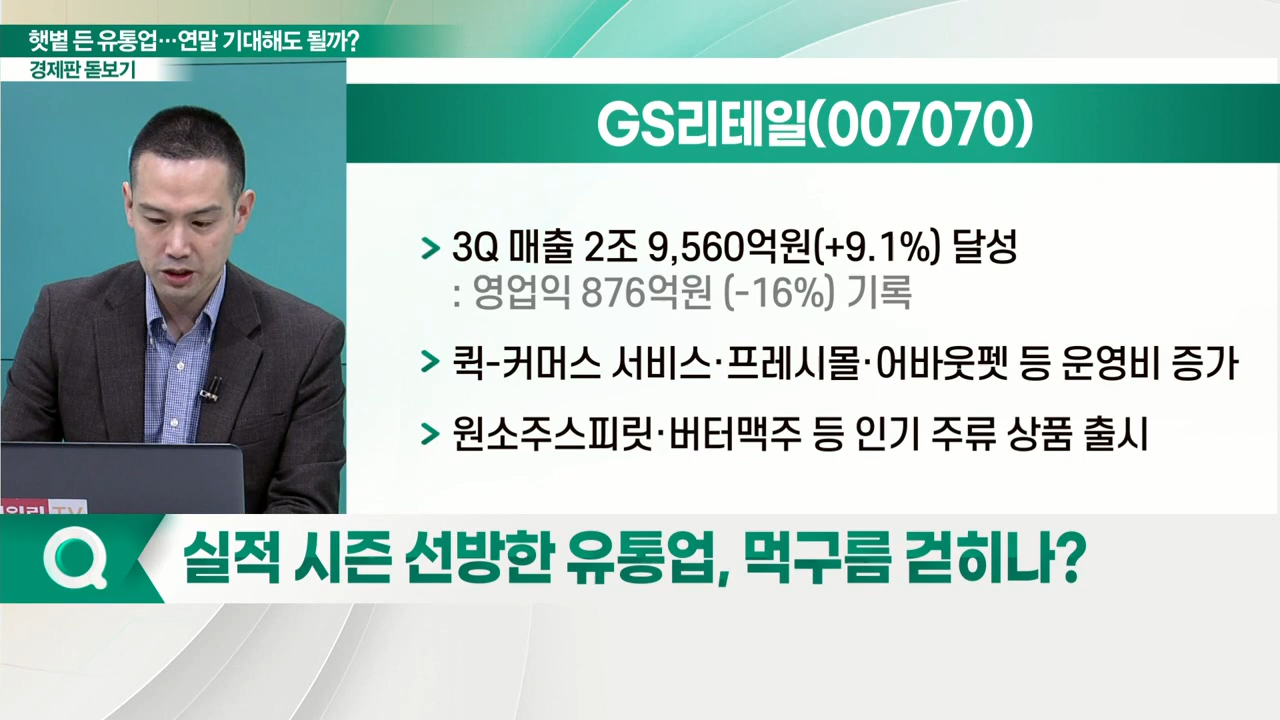 햇볕 든 유통업…연말 기대해도 될까?
경제판 돋보기
GS리테일(007070)
> 3Q 매출 2조 9,560억원(+9.1%) 달성
: 영업익 876억원 (-16%) 기록
> 퀵-커머스 서비스·프레시몰·어바웃펫 등 운영비 증가
> 원소주스피릿·버터맥주 등 인기 주류 상품 출시
TV
Q 실적 시즌 선방한 유통업, 먹구름 걷히나?